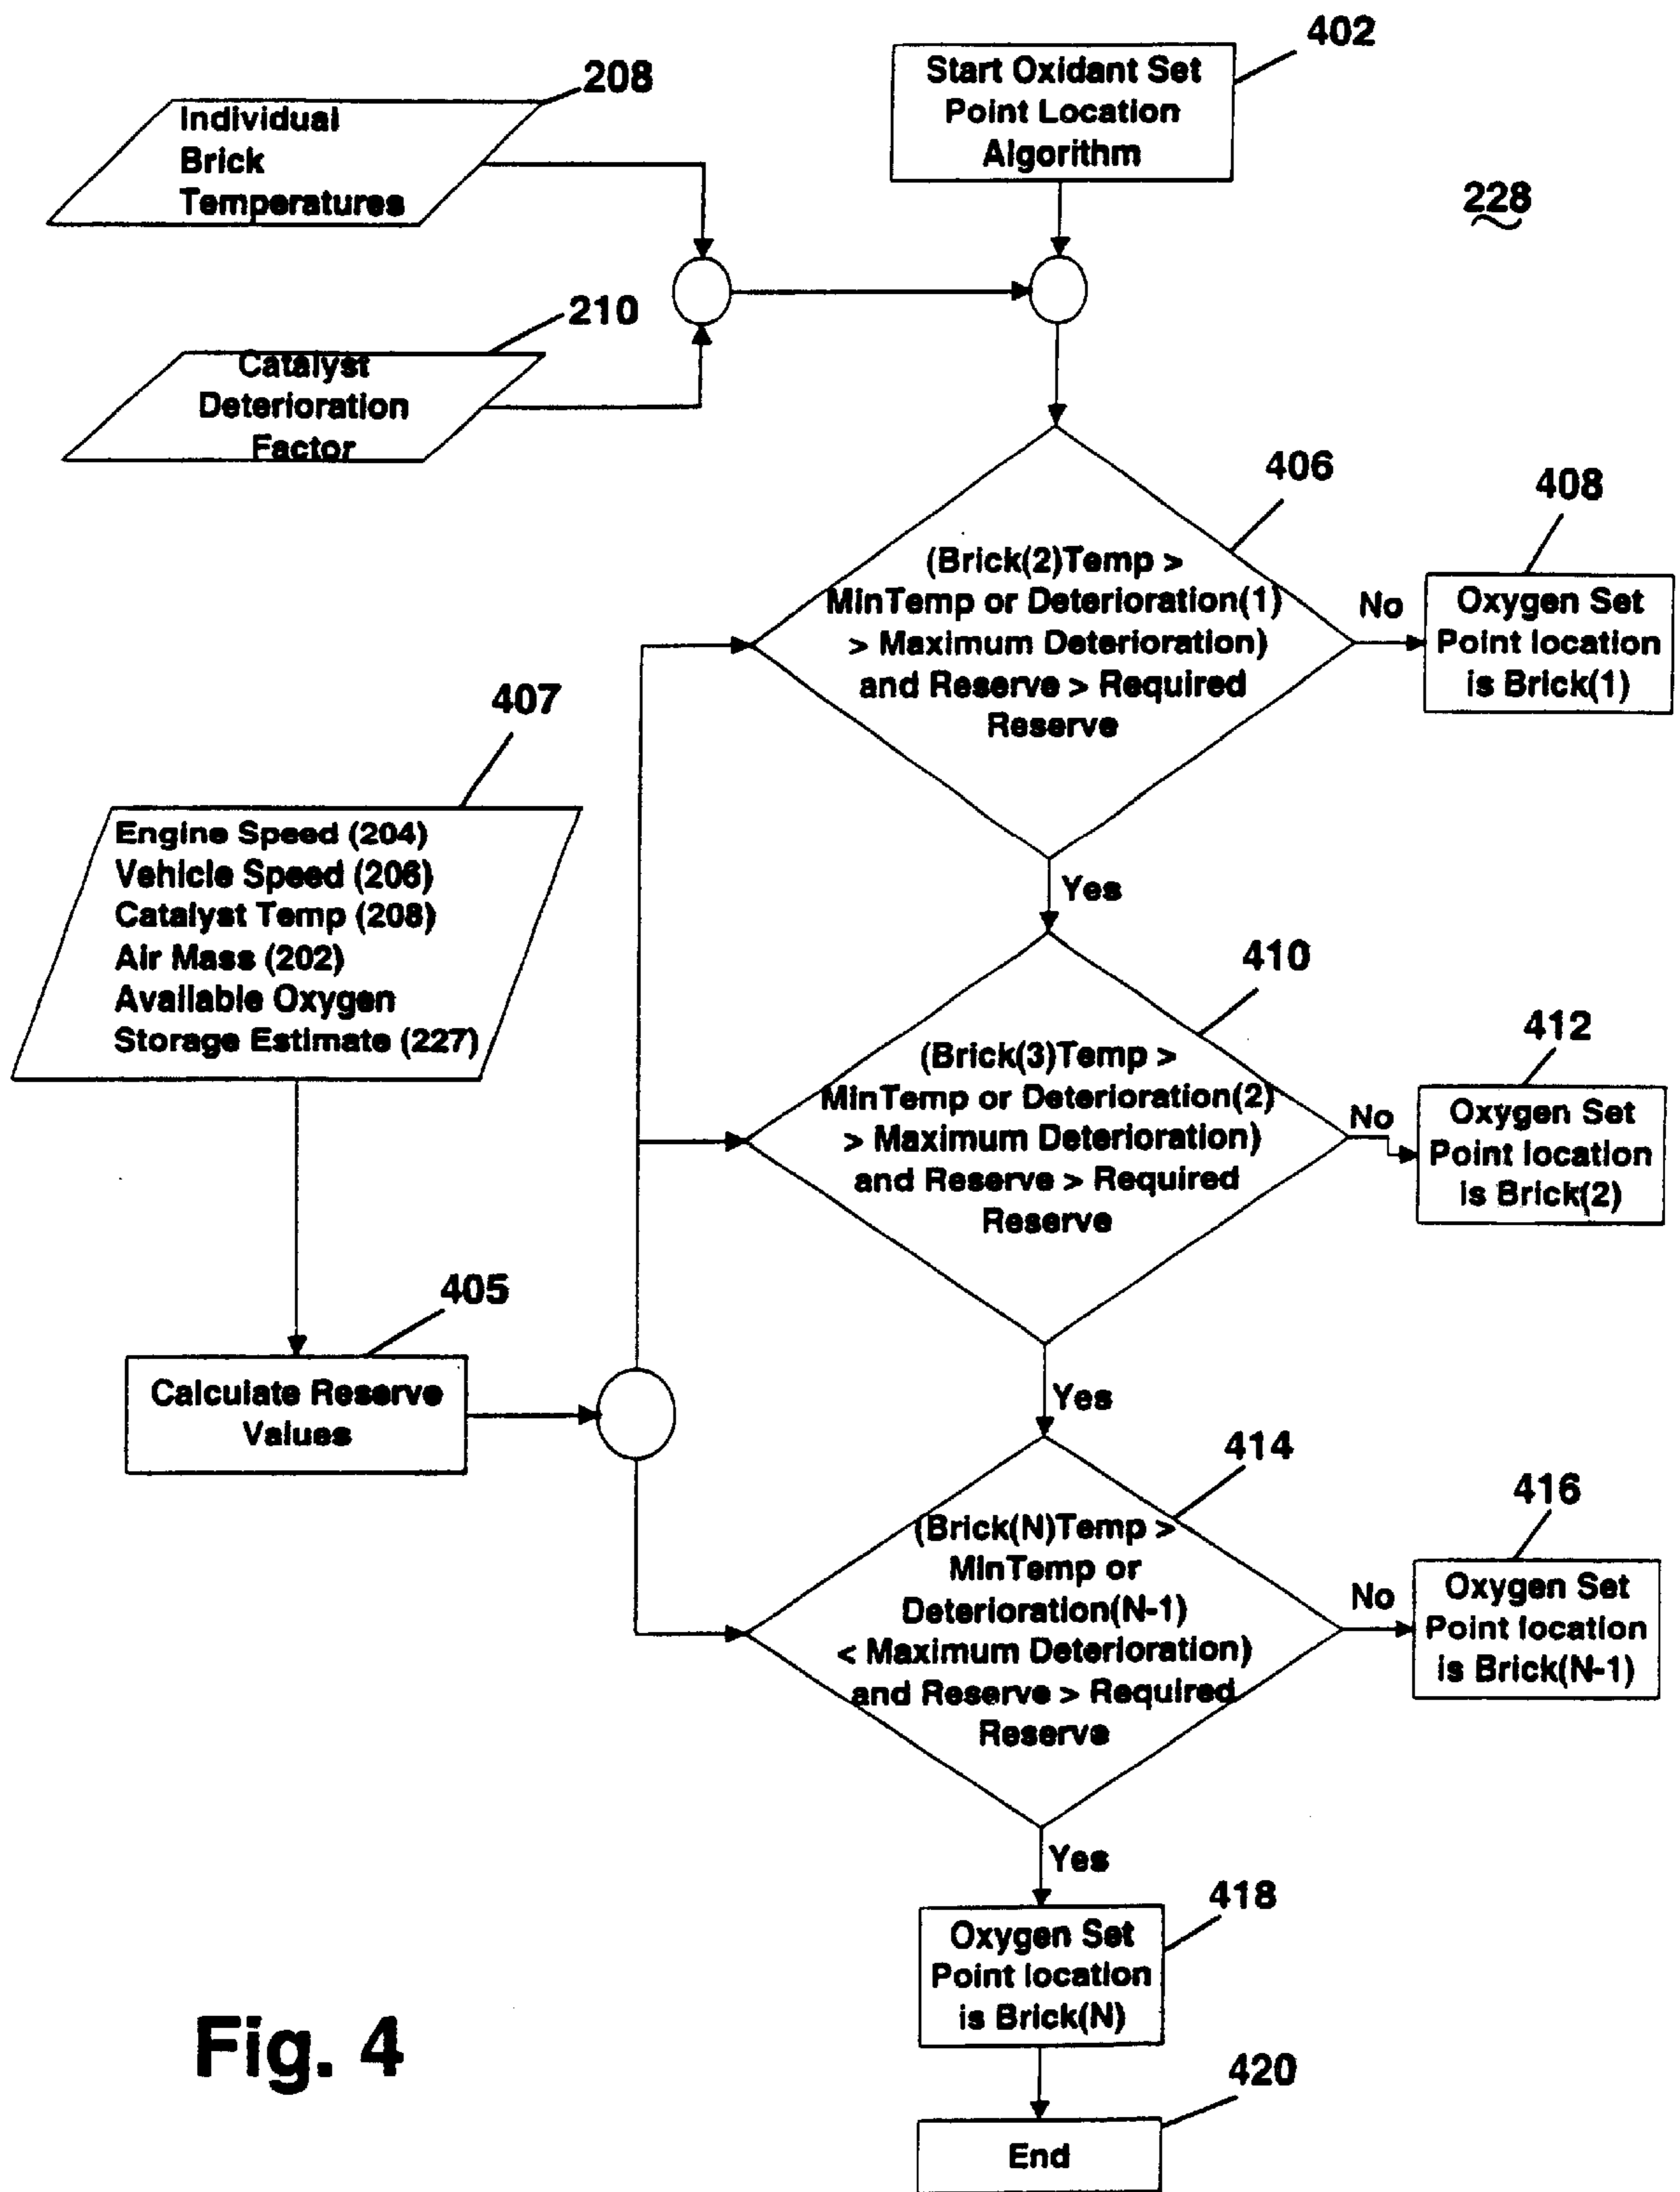 402
Start Oxidant Set
Point Location
Algorithm
208
Individual
Brick
Temperatures
228
210
Catalyst
Deterioration
Factor
406
(Brick(2)Temp >
MinTemp or Deterioration(1)
> Maximum Deterioration)
and Reserve > Required
Reserve
No
408
Oxygen Set
Point location
is Brick(1)
407
Engine Speed (204)
Vehicle Speed (206)
Catalyst Temp (208)
Air Mass (202)
Available Oxygen
Storage Estimate (227)
Yes
410
(Brick(3)Temp >
MinTemp or Deterioration(2)
> Maximum Deterioration)
and Reserve > Required
Reserve
No
412
Oxygen Set
Point location
is Brick(2)
405
Calculate Reserve
Values
Yes
414
(Brick(N)Temp >
MinTemp or
Deterioration(N-1)
< Maximum Deterioration)
and Reserve > Required
Reserve
No
416
Oxygen Set
Point location
is Brick(N-1)
Yes
418
Oxygen Set
Point location
is Brick(N)
420
End
Fig. 4